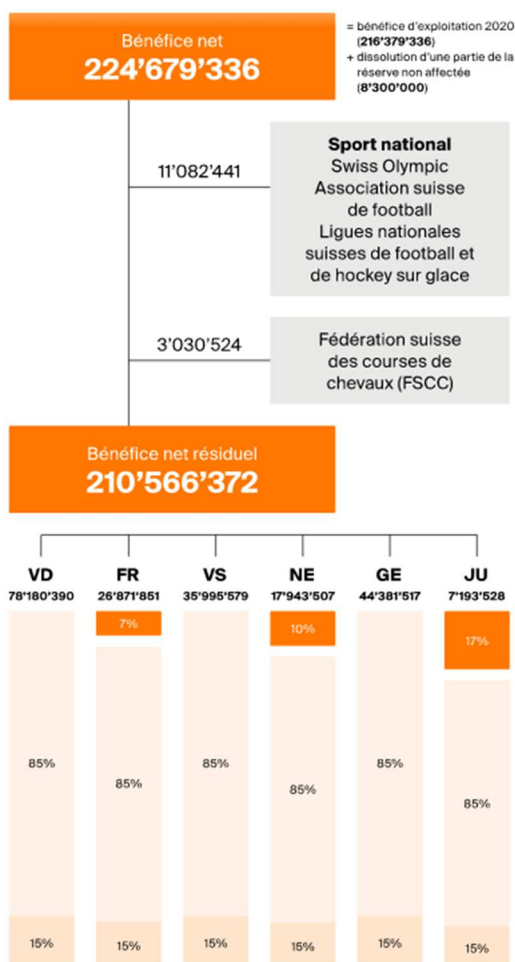 Bénéfice net
224’679’336
= bénéfice d’exploitation 2020
(216’379’336)
+ dissolution d’une partie de la
réserve non affectée
(8’300’000)
11’082’441
Sport national
Swiss Olympic
Association suisse
de football
Ligues nationales
suisses de football et
de hockey sur glace
3’030’524
Fédération suisse
des courses de
chevaux (FSCC)
Bénéfice net résiduel
210’566’372
VD FR VS NE GE JU
78’180’390 26’871’851 35’995’579 17’943’507 44’381’517 7’193’528
7% 10% 17%
85% 85% 85% 85% 85% 85%
15% 15% 15% 15% 15% 15%